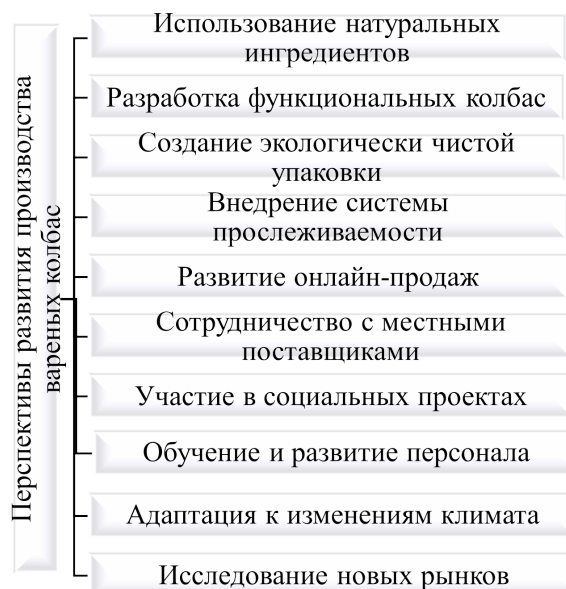 Перспективы развития производства
вареных колбас
Использование натуральных
ингредиентов
Разработка функциональных колбас
Создание экологически чистой
упаковки
Внедрение системы
прослеживаемости
Развитие онлайн-продаж
Сотрудничество с местными
поставщиками
Участие в социальных проектах
Обучение и развитие персонала
Адаптация к изменениям климата
Исследование новых рынков